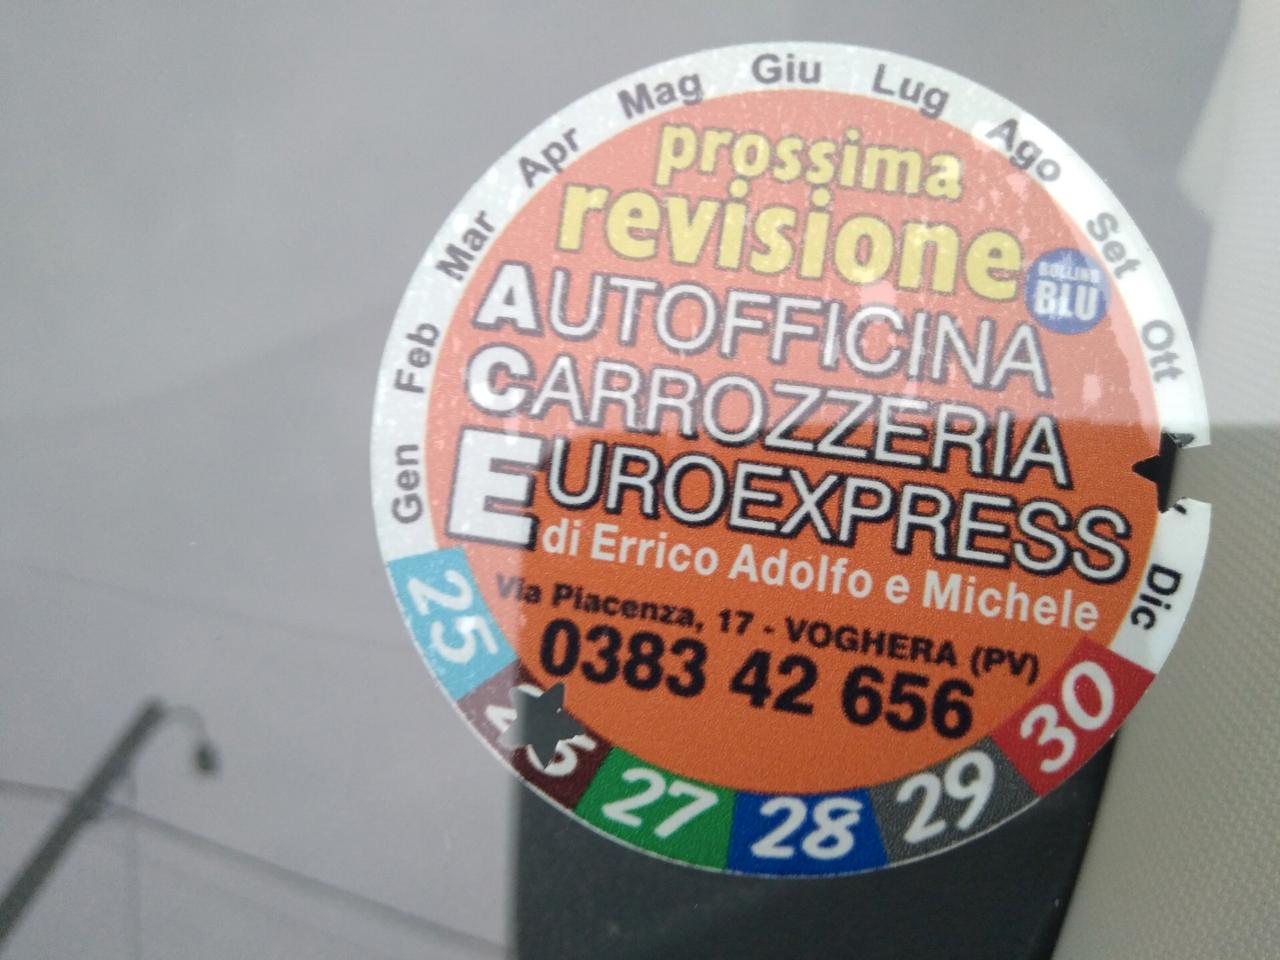 Gen Feb Mar Apr Mag Giu Lug Ago Set Ott Dic
prossima
revisione
BOLLINO
BLU
AUTOFFICINA
CARROZZERIA
EUROEXPRESS
di Errico Adolfo e Michele
Via Piacenza, 17 - VOGHERA (PV)
0383 42 656
25 27 28 29 30